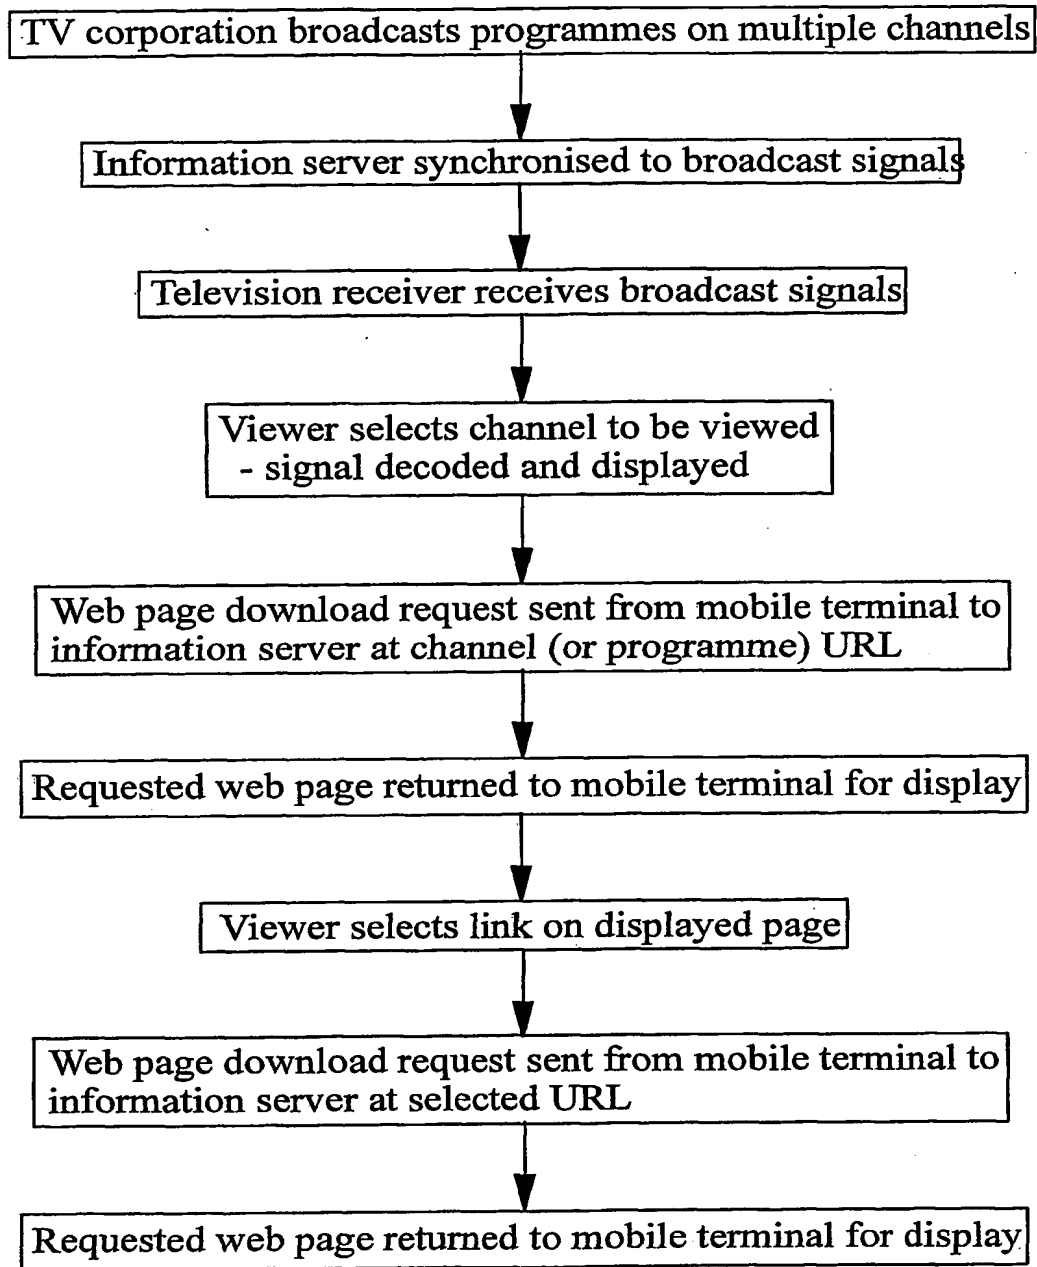 TV corporation broadcasts programmes on multiple channels
Information server synchronised to broadcast signals
Television receiver receives broadcast signals
Viewer selects channel to be viewed
- signal decoded and displayed
Web page download request sent from mobile terminal to
information server at channel (or programme) URL
Requested web page returned to mobile terminal for display
Viewer selects link on displayed page
Web page download request sent from mobile terminal to
information server at selected URL
Requested web page returned to mobile terminal for display